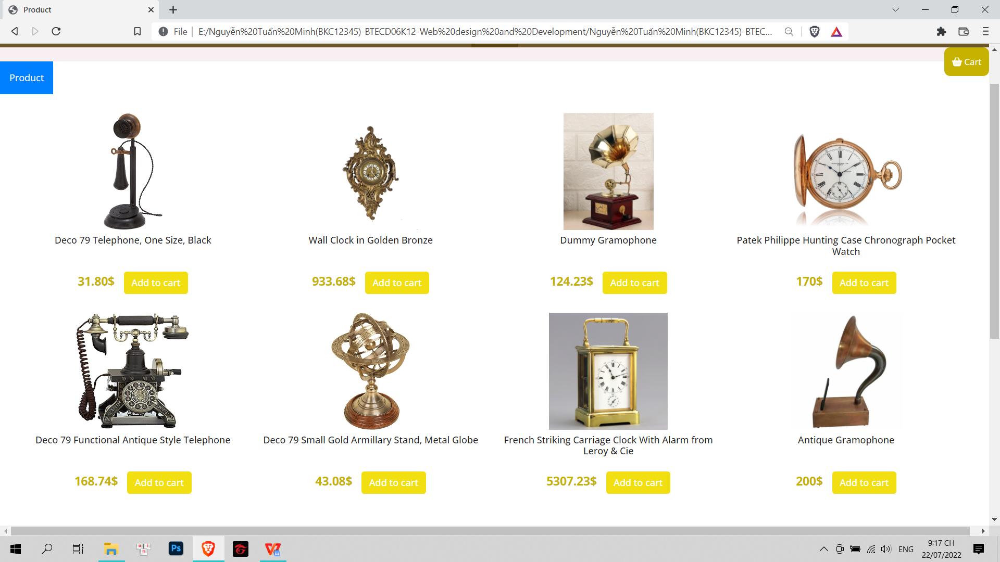 Product
File
E:/Nguyễn%20Tuấn%20Minh(BKC12345)-BTECD06K12-Web%20design%20and%20Development/Nguyễn%20Tuấn%20Minh(BKC12345)-BTEC...
Cart
Product
Deco 79 Telephone, One Size, Black
Wall Clock in Golden Bronze
Dummy Gramophone
Patek Philippe Hunting Case Chronograph Pocket
Watch
31.80$ Add to cart
933.68$ Add to cart
124.23$ Add to cart
170$ Add to cart
Deco 79 Functional Antique Style Telephone
Deco 79 Small Gold Armillary Stand, Metal Globe
French Striking Carriage Clock With Alarm from
Leroy & Cie
Antique Gramophone
168.74$ Add to cart
43.08$ Add to cart
5307.23$ Add to cart
200$ Add to cart
Ps
ENG
9:17 CH
22/07/2022